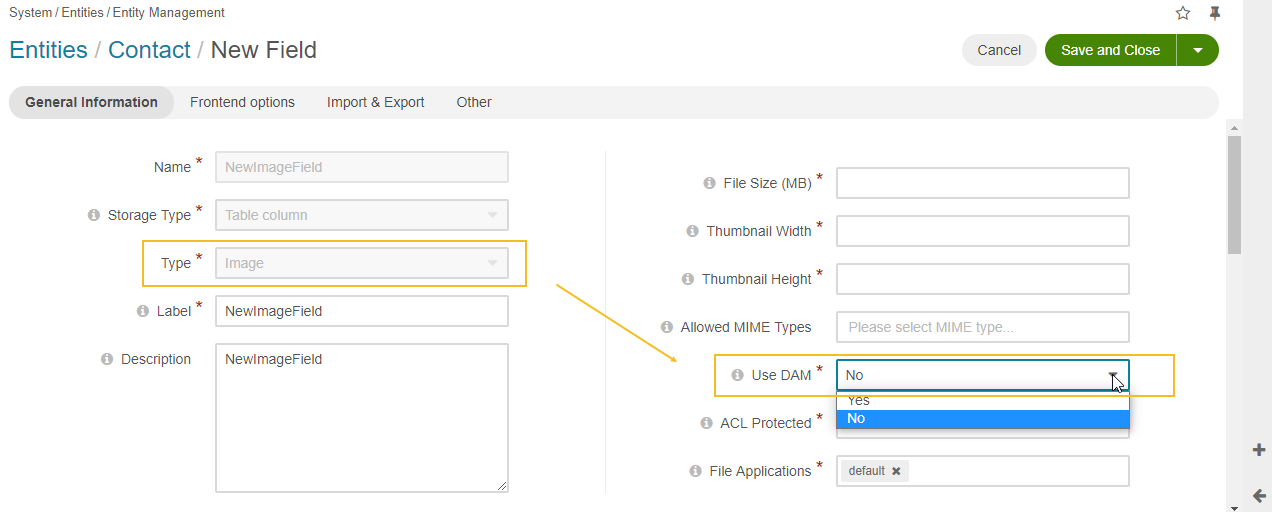 System / Entities / Entity Management
Entities / Contact / New Field
Cancel
Save and Close
General Information
Frontend options
Import & Export
Other
Name *
NewImageField
Storage Type *
Table column
Type *
Image
Label *
NewImageField
Description
NewImageField
File Size (MB) *
Thumbnail Width *
Thumbnail Height *
Allowed MIME Types
Please select MIME type...
Use DAM *
No
Yes
No
ACL Protected *
File Applications *
default ×